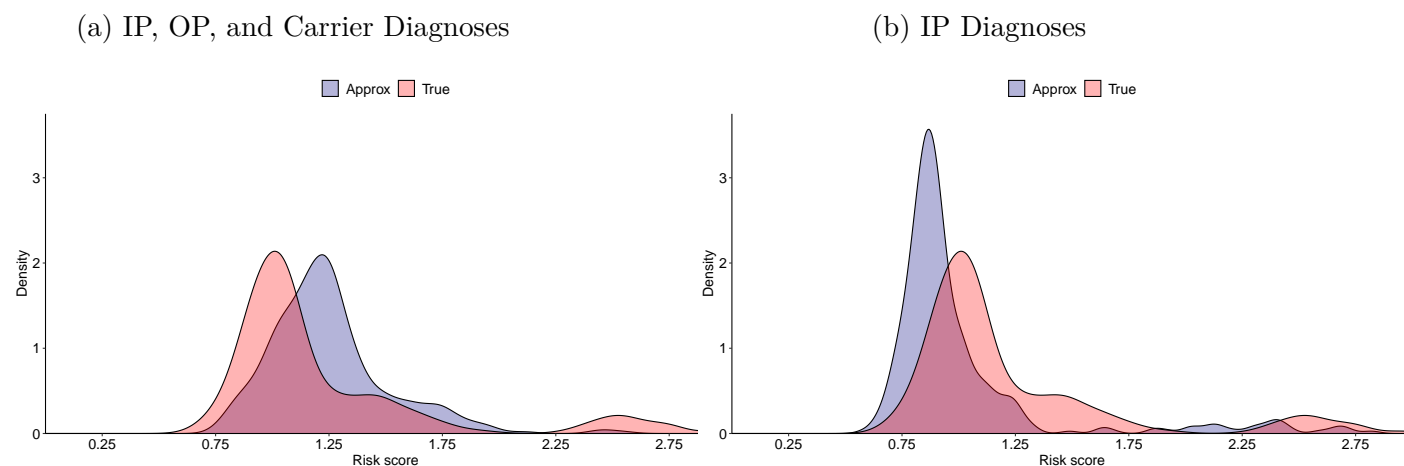 (a) IP, OP, and Carrier Diagnoses
Approx True
3
2
1
0
Density
0.25 0.75 1.25 1.75 2.25 2.75
Risk score
(b) IP Diagnoses
Approx True
3
2
1
0
Density
0.25 0.75 1.25 1.75 2.25 2.75
Risk score